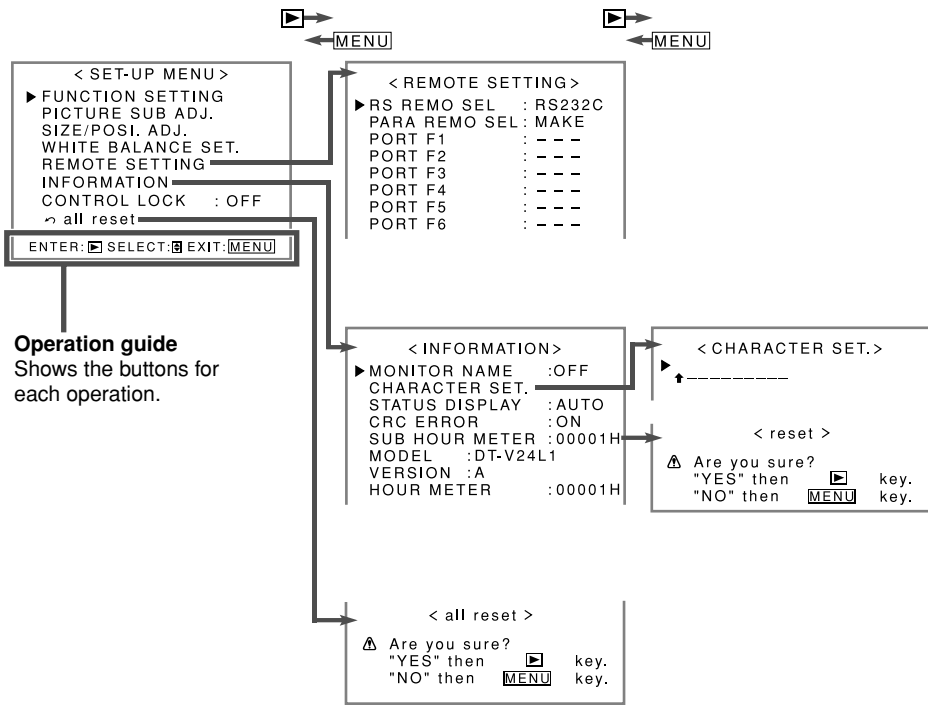 ▶
MENU
▶
MENU
< SET-UP MENU >
▶ FUNCTION SETTING
PICTURE SUB ADJ.
SIZE/POSI. ADJ.
WHITE BALANCE SET.
REMOTE SETTING
INFORMATION
CONTROL LOCK : OFF
all reset
ENTER: ▶ SELECT: EXIT: MENU
Operation guide
Shows the buttons for
each operation.
< REMOTE SETTING >
▶ RS REMO SEL : RS232C
PARA REMO SEL : MAKE
PORT F1 : – – –
PORT F2 : – – –
PORT F3 : – – –
PORT F4 : – – –
PORT F5 : – – –
PORT F6 : – – –
< INFORMATION >
▶ MONITOR NAME :OFF
CHARACTER SET.
STATUS DISPLAY :AUTO
CRC ERROR :ON
SUB HOUR METER :00001H
MODEL :DT-V24L1
VERSION :A
HOUR METER :00001H
< CHARACTER SET. >
▶
_ _ _ _ _ _ _ _ _
< reset >
⚠ Are you sure?
"YES" then ▶ key.
"NO" then MENU key.
< all reset >
⚠ Are you sure?
"YES" then ▶ key.
"NO" then MENU key.